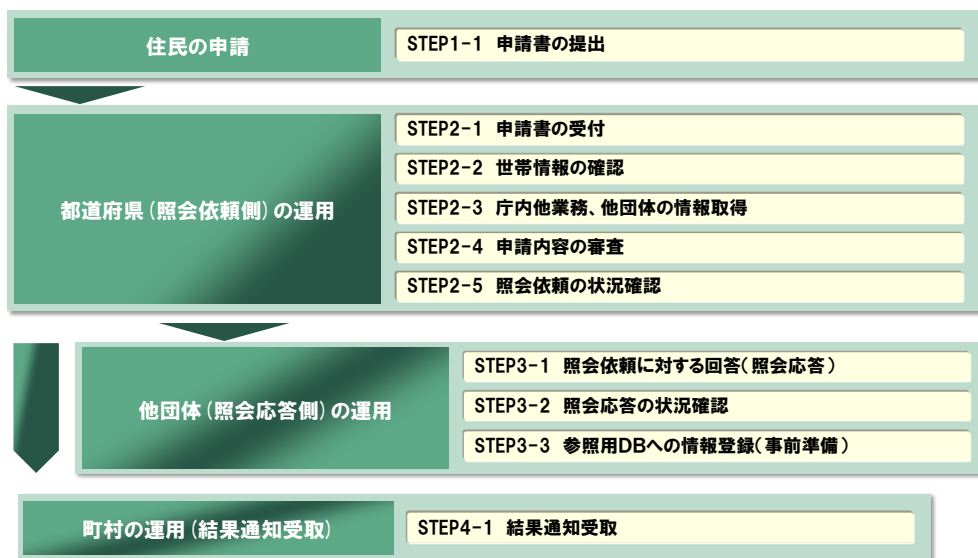 住民の申請
STEP1-1 申請書の提出
都道府県(照会依頼側)の運用
STEP2-1 申請書の受付
STEP2-2 世帯情報の確認
STEP2-3 庁内他業務、他団体の情報取得
STEP2-4 申請内容の審査
STEP2-5 照会依頼の状況確認
他団体(照会応答側)の運用
STEP3-1 照会依頼に対する回答(照会応答)
STEP3-2 照会応答の状況確認
STEP3-3 参照用DBへの情報登録(事前準備)
町村の運用(結果通知受取)
STEP4-1 結果通知受取